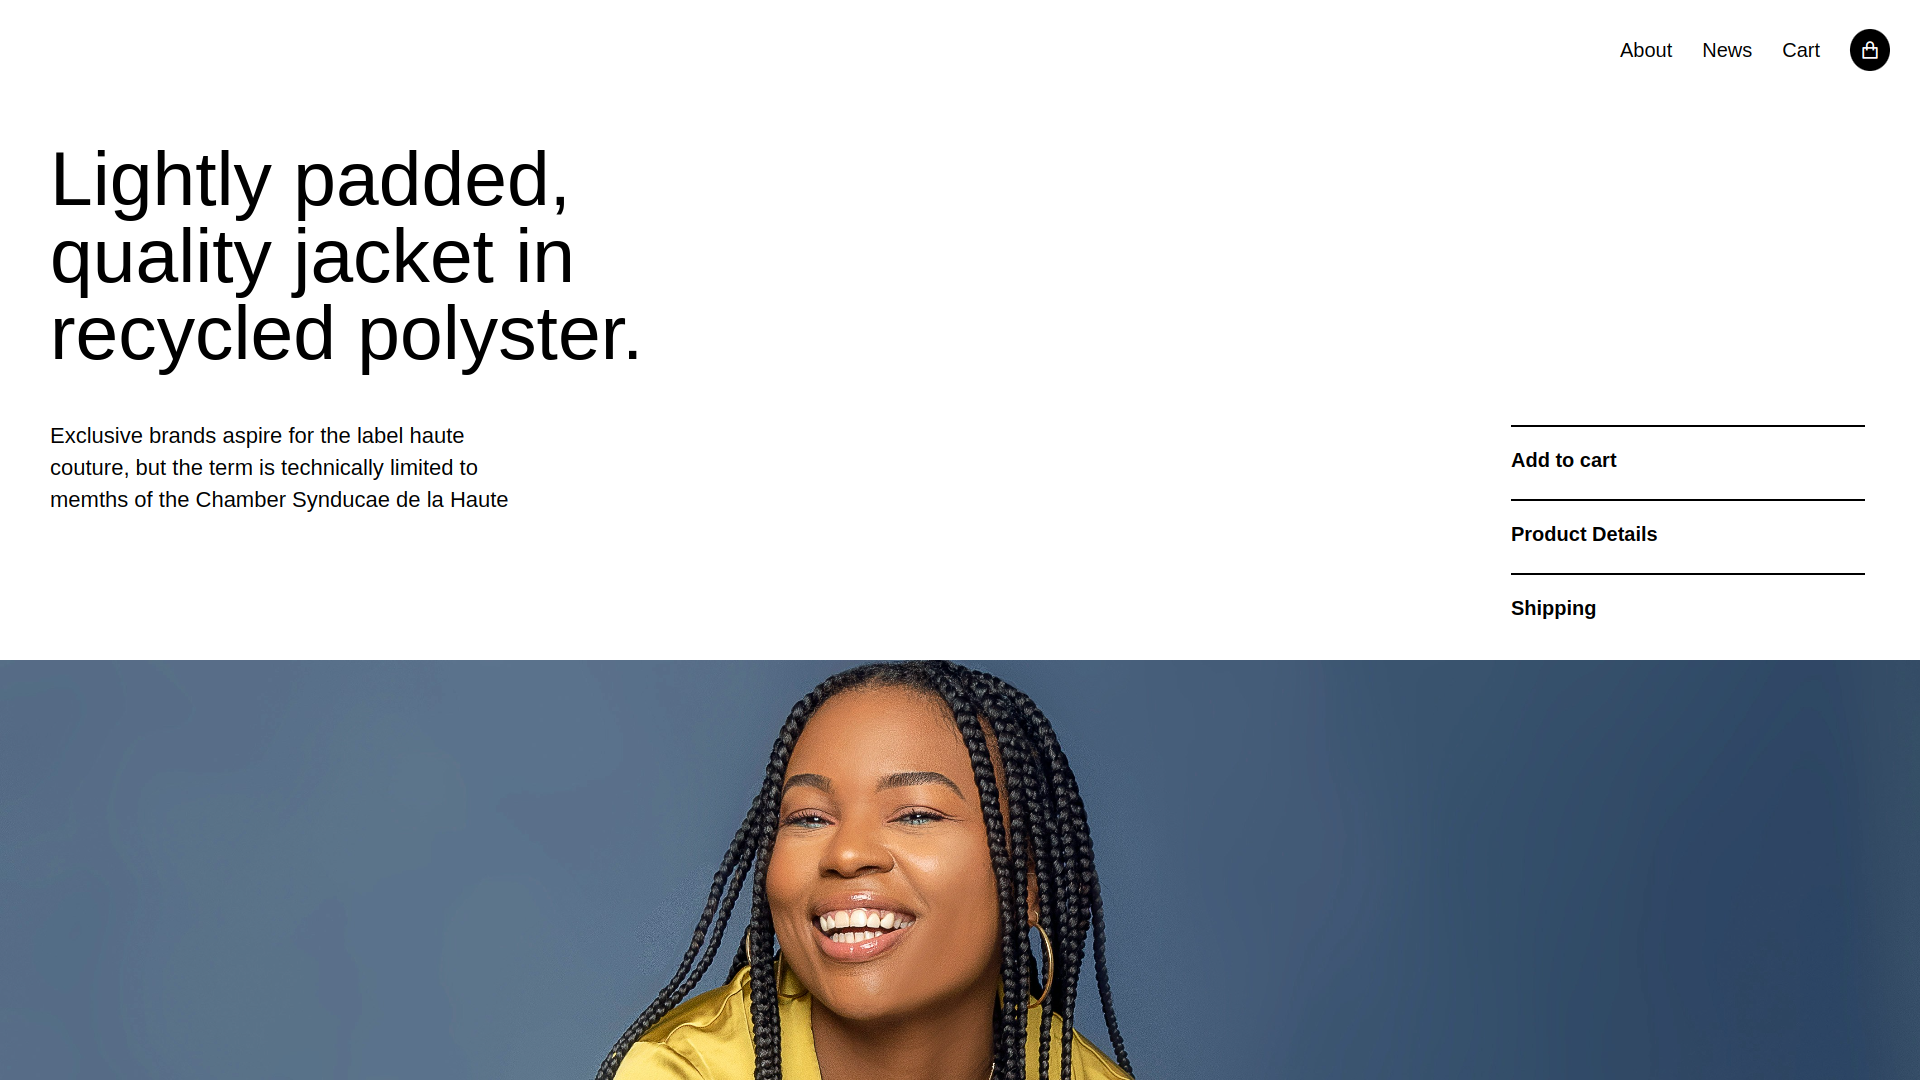 About
News
Cart
Lightly padded,
quality jacket in
recycled polyster.
Exclusive brands aspire for the label haute
couture, but the term is technically limited to
memths of the Chamber Synducae de la Haute
Add to cart
Product Details
Shipping